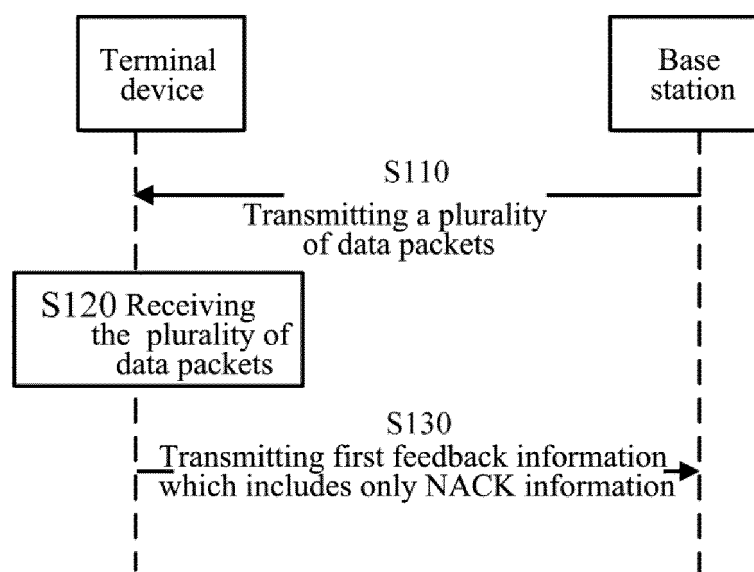 Terminal
device
Base
station
S110
Transmitting a plurality
of data packets
S120 Receiving
the plurality of
data packets
S130
Transmitting first feedback information
which includes only NACK information